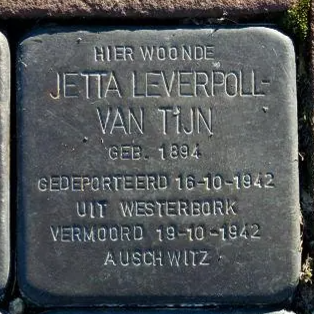 HIER WOONDE
JETTA LEVERPOLL-
VAN TIJN
GEB. 1894
GEDEPORTEERD 16-10-1942
UIT WESTERBORK
VERMOORD 19-10-1942
AUSCHWITZ